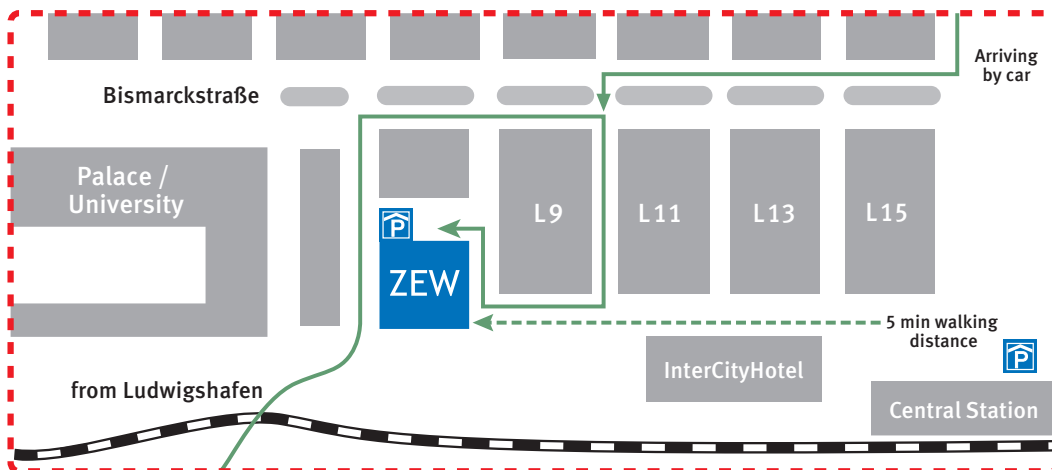 Arriving
by car
Bismarckstraße
Palace /
University
L9
L11
L13
L15
P
ZEW
5 min walking
distance
P
InterCityHotel
from Ludwigshafen
Central Station